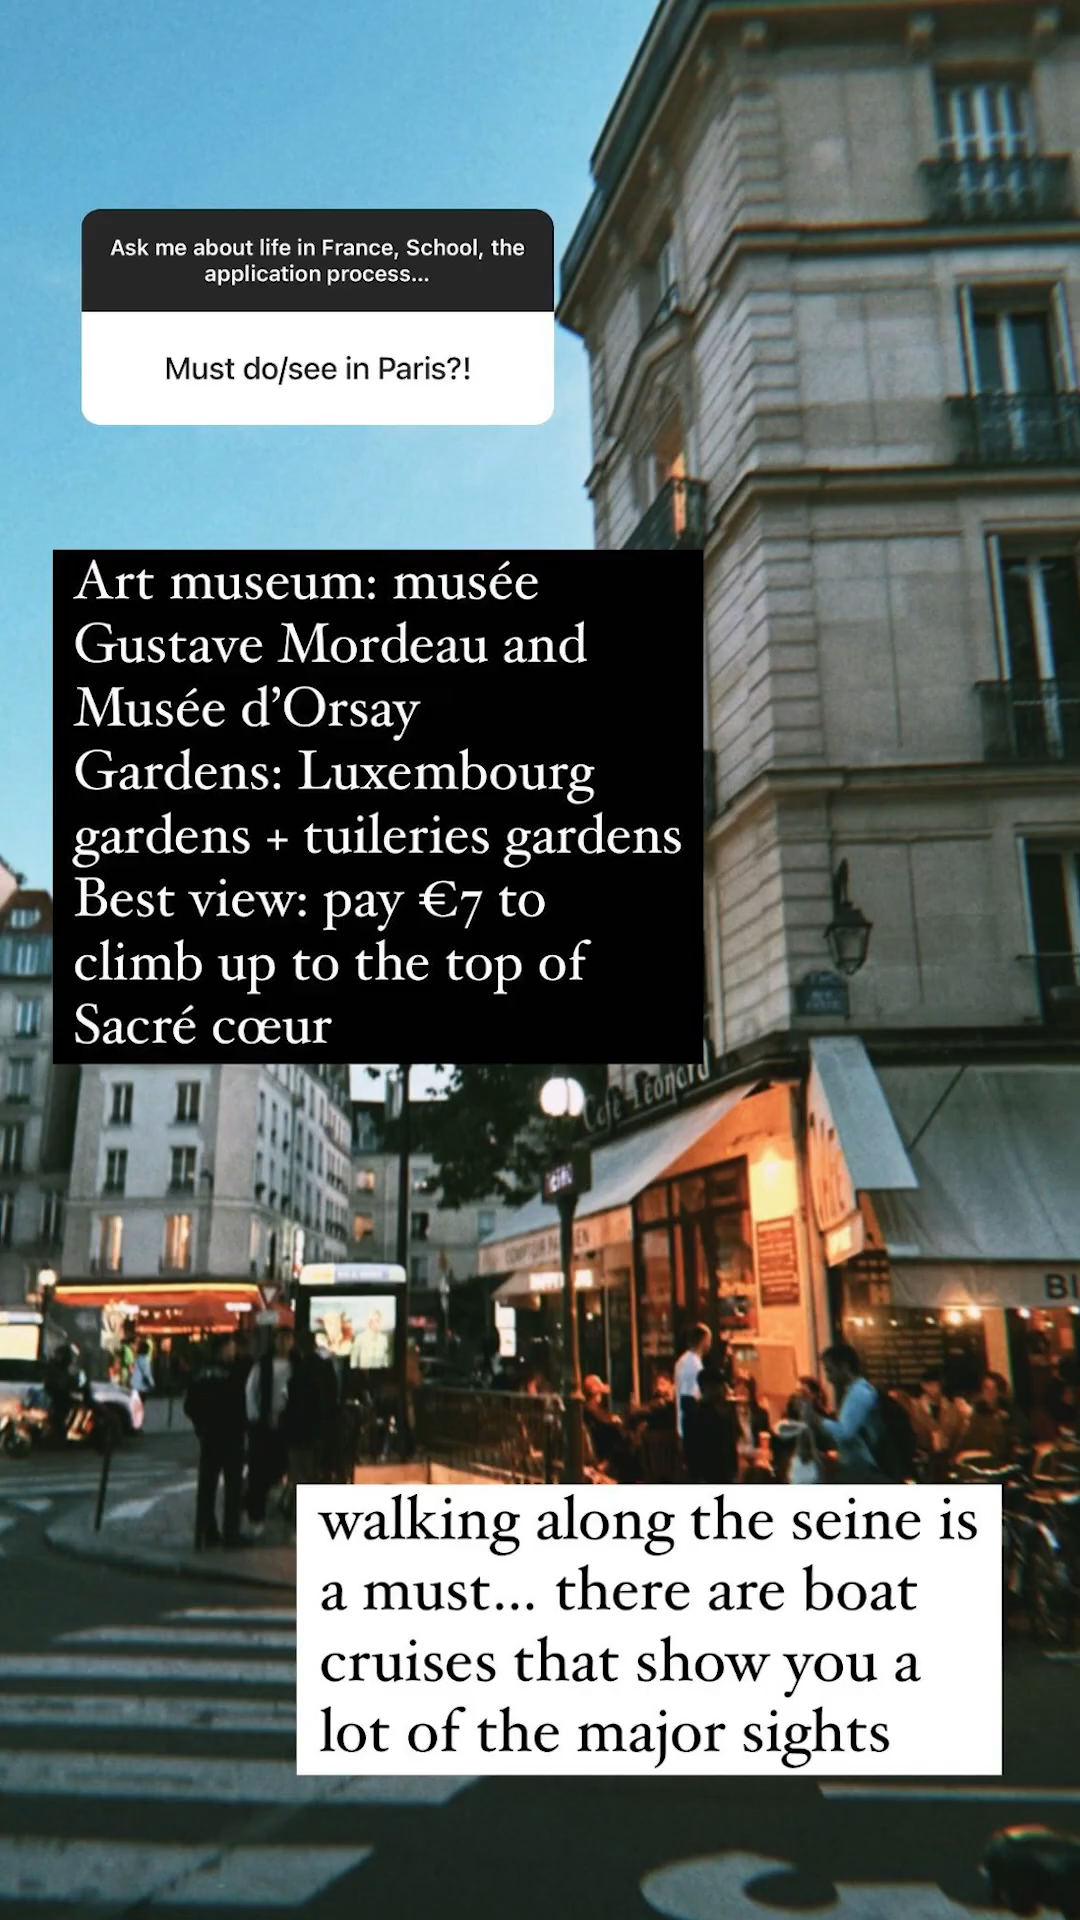 Ask me about life in France, School, the
application process...
Must do/see in Paris?!
Art museum: musée
Gustave Mordeau and
Musée d’Orsay
Gardens: Luxembourg
gardens + tuileries gardens
Best view: pay €7 to
climb up to the top of
Sacré cœur
Café Léonard
COMPTOIR PARISIEN
BI
walking along the seine is
a must... there are boat
cruises that show you a
lot of the major sights